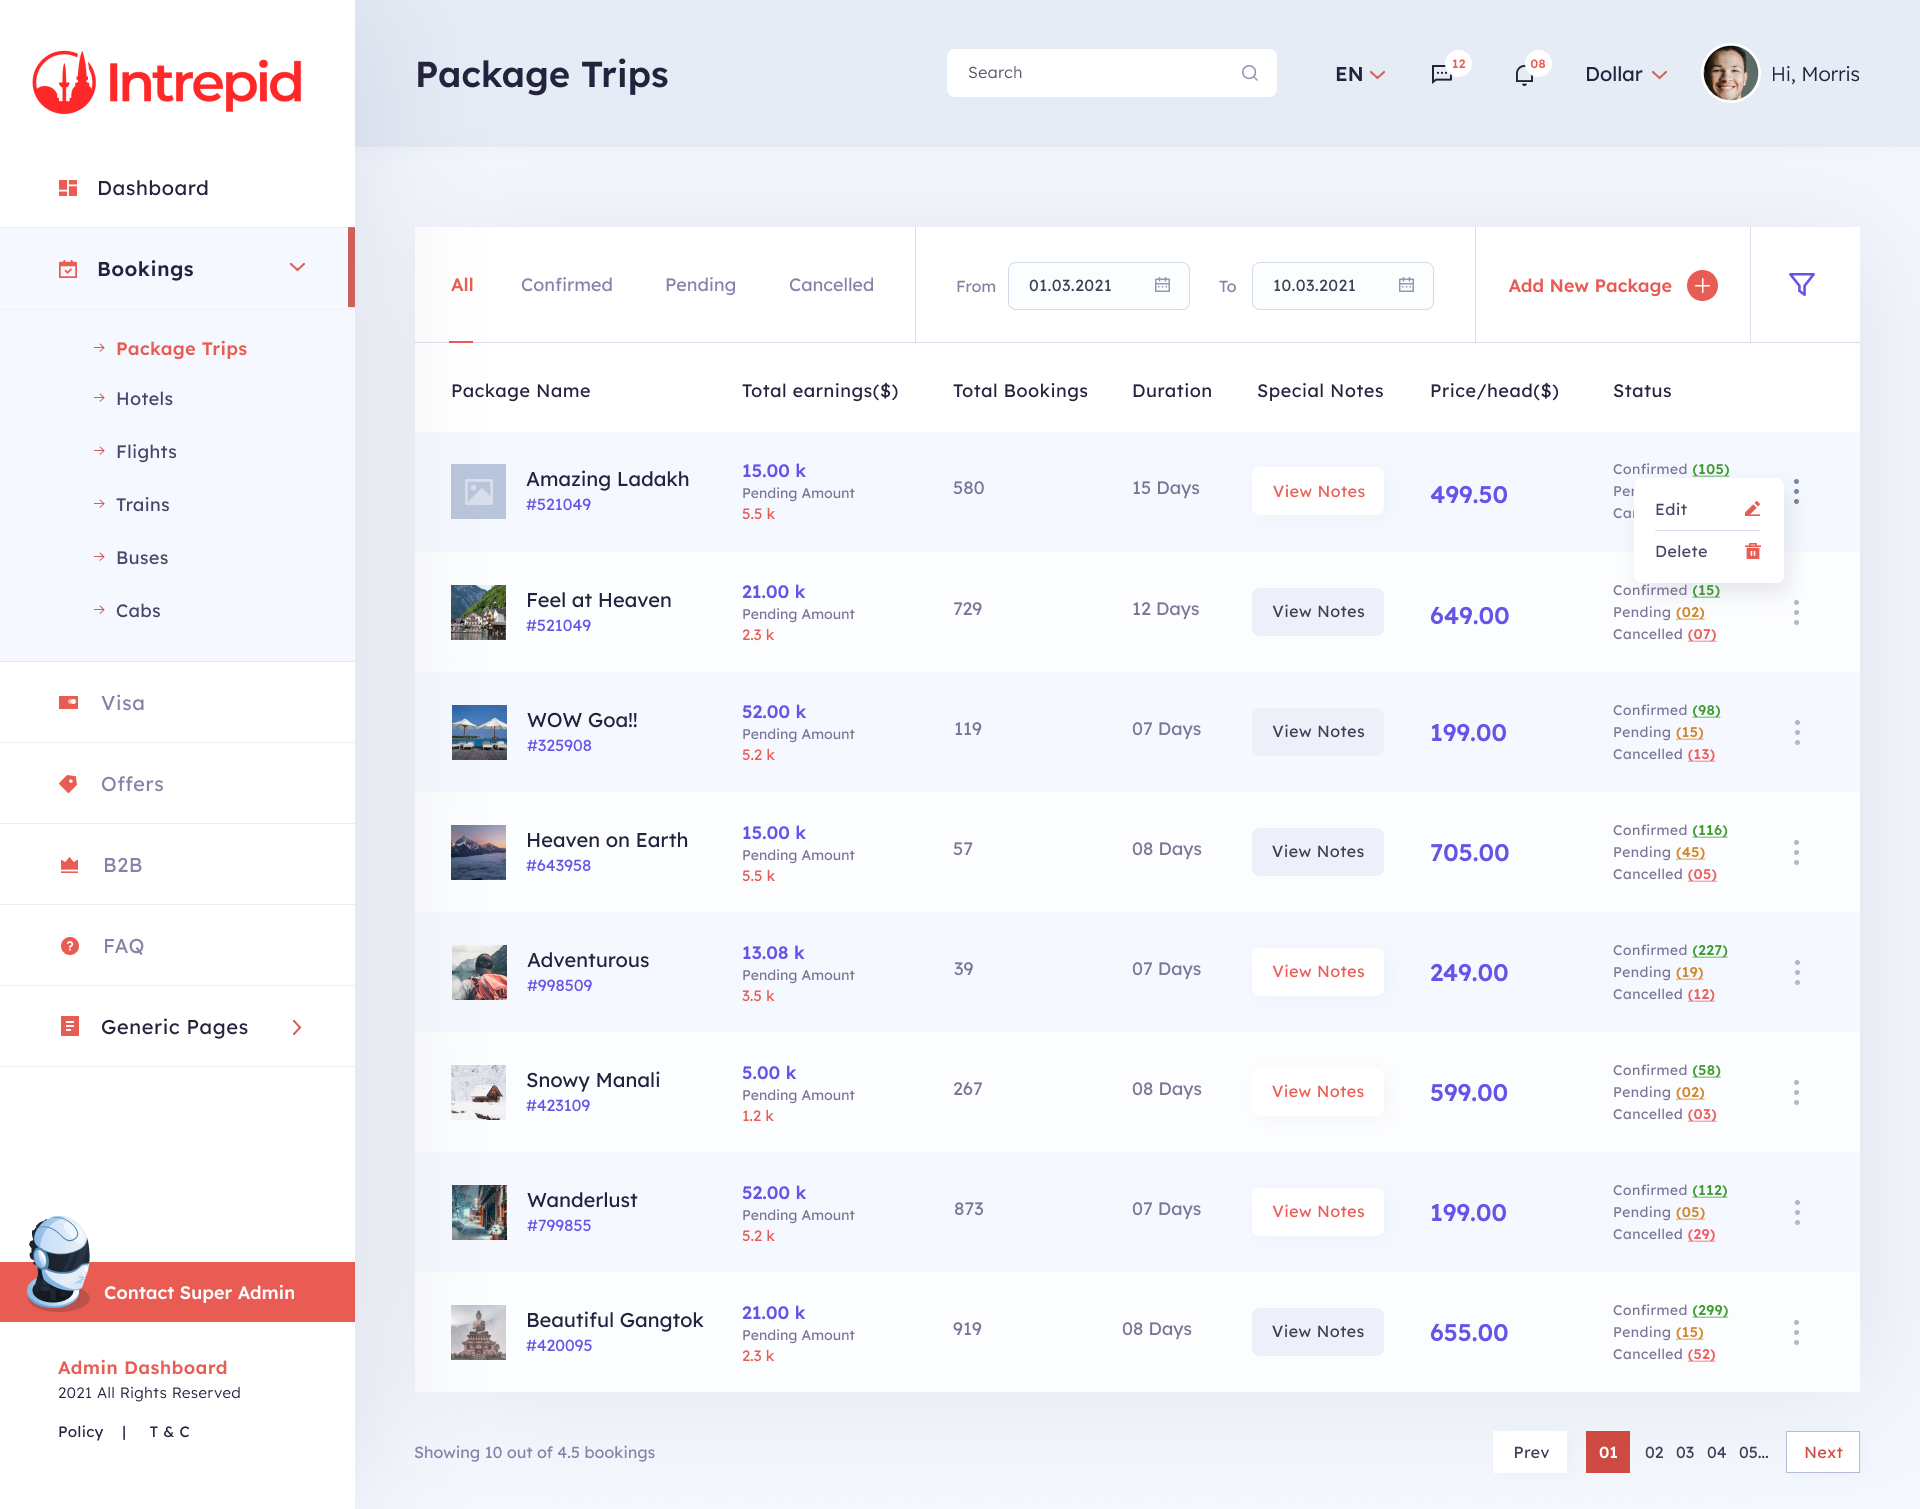 Intrepid
Dashboard
Bookings
Package Trips
Hotels
Flights
Trains
Buses
Cabs
Visa
Offers
B2B
FAQ
Generic Pages
Contact Super Admin
Admin Dashboard
2021 All Rights Reserved
Policy | T & C
Package Trips
Search
EN
12
08
Dollar
Hi, Morris
All
Confirmed
Pending
Cancelled
From 01.03.2021
To 10.03.2021
Add New Package
Package Name Total earnings($) Total Bookings Duration Special Notes Price/head($) Status
Amazing Ladakh
#521049
15.00 k
Pending Amount
5.5 k
580
15 Days
View Notes
499.50
Confirmed (105)
Edit
Delete
Feel at Heaven
#521049
21.00 k
Pending Amount
2.3 k
729
12 Days
View Notes
649.00
Confirmed (15)
Pending (02)
Cancelled (07)
WOW Goa!!
#325908
52.00 k
Pending Amount
5.2 k
119
07 Days
View Notes
199.00
Confirmed (98)
Pending (15)
Cancelled (13)
Heaven on Earth
#643958
15.00 k
Pending Amount
5.5 k
57
08 Days
View Notes
705.00
Confirmed (116)
Pending (45)
Cancelled (05)
Adventurous
#998509
13.08 k
Pending Amount
3.5 k
39
07 Days
View Notes
249.00
Confirmed (227)
Pending (19)
Cancelled (12)
Snowy Manali
#423109
5.00 k
Pending Amount
1.2 k
267
08 Days
View Notes
599.00
Confirmed (58)
Pending (02)
Cancelled (03)
Wanderlust
#799855
52.00 k
Pending Amount
5.2 k
873
07 Days
View Notes
199.00
Confirmed (112)
Pending (05)
Cancelled (29)
Beautiful Gangtok
#420095
21.00 k
Pending Amount
2.3 k
919
08 Days
View Notes
655.00
Confirmed (299)
Pending (15)
Cancelled (52)
Showing 10 out of 4.5 bookings
Prev 01 02 03 04 05... Next